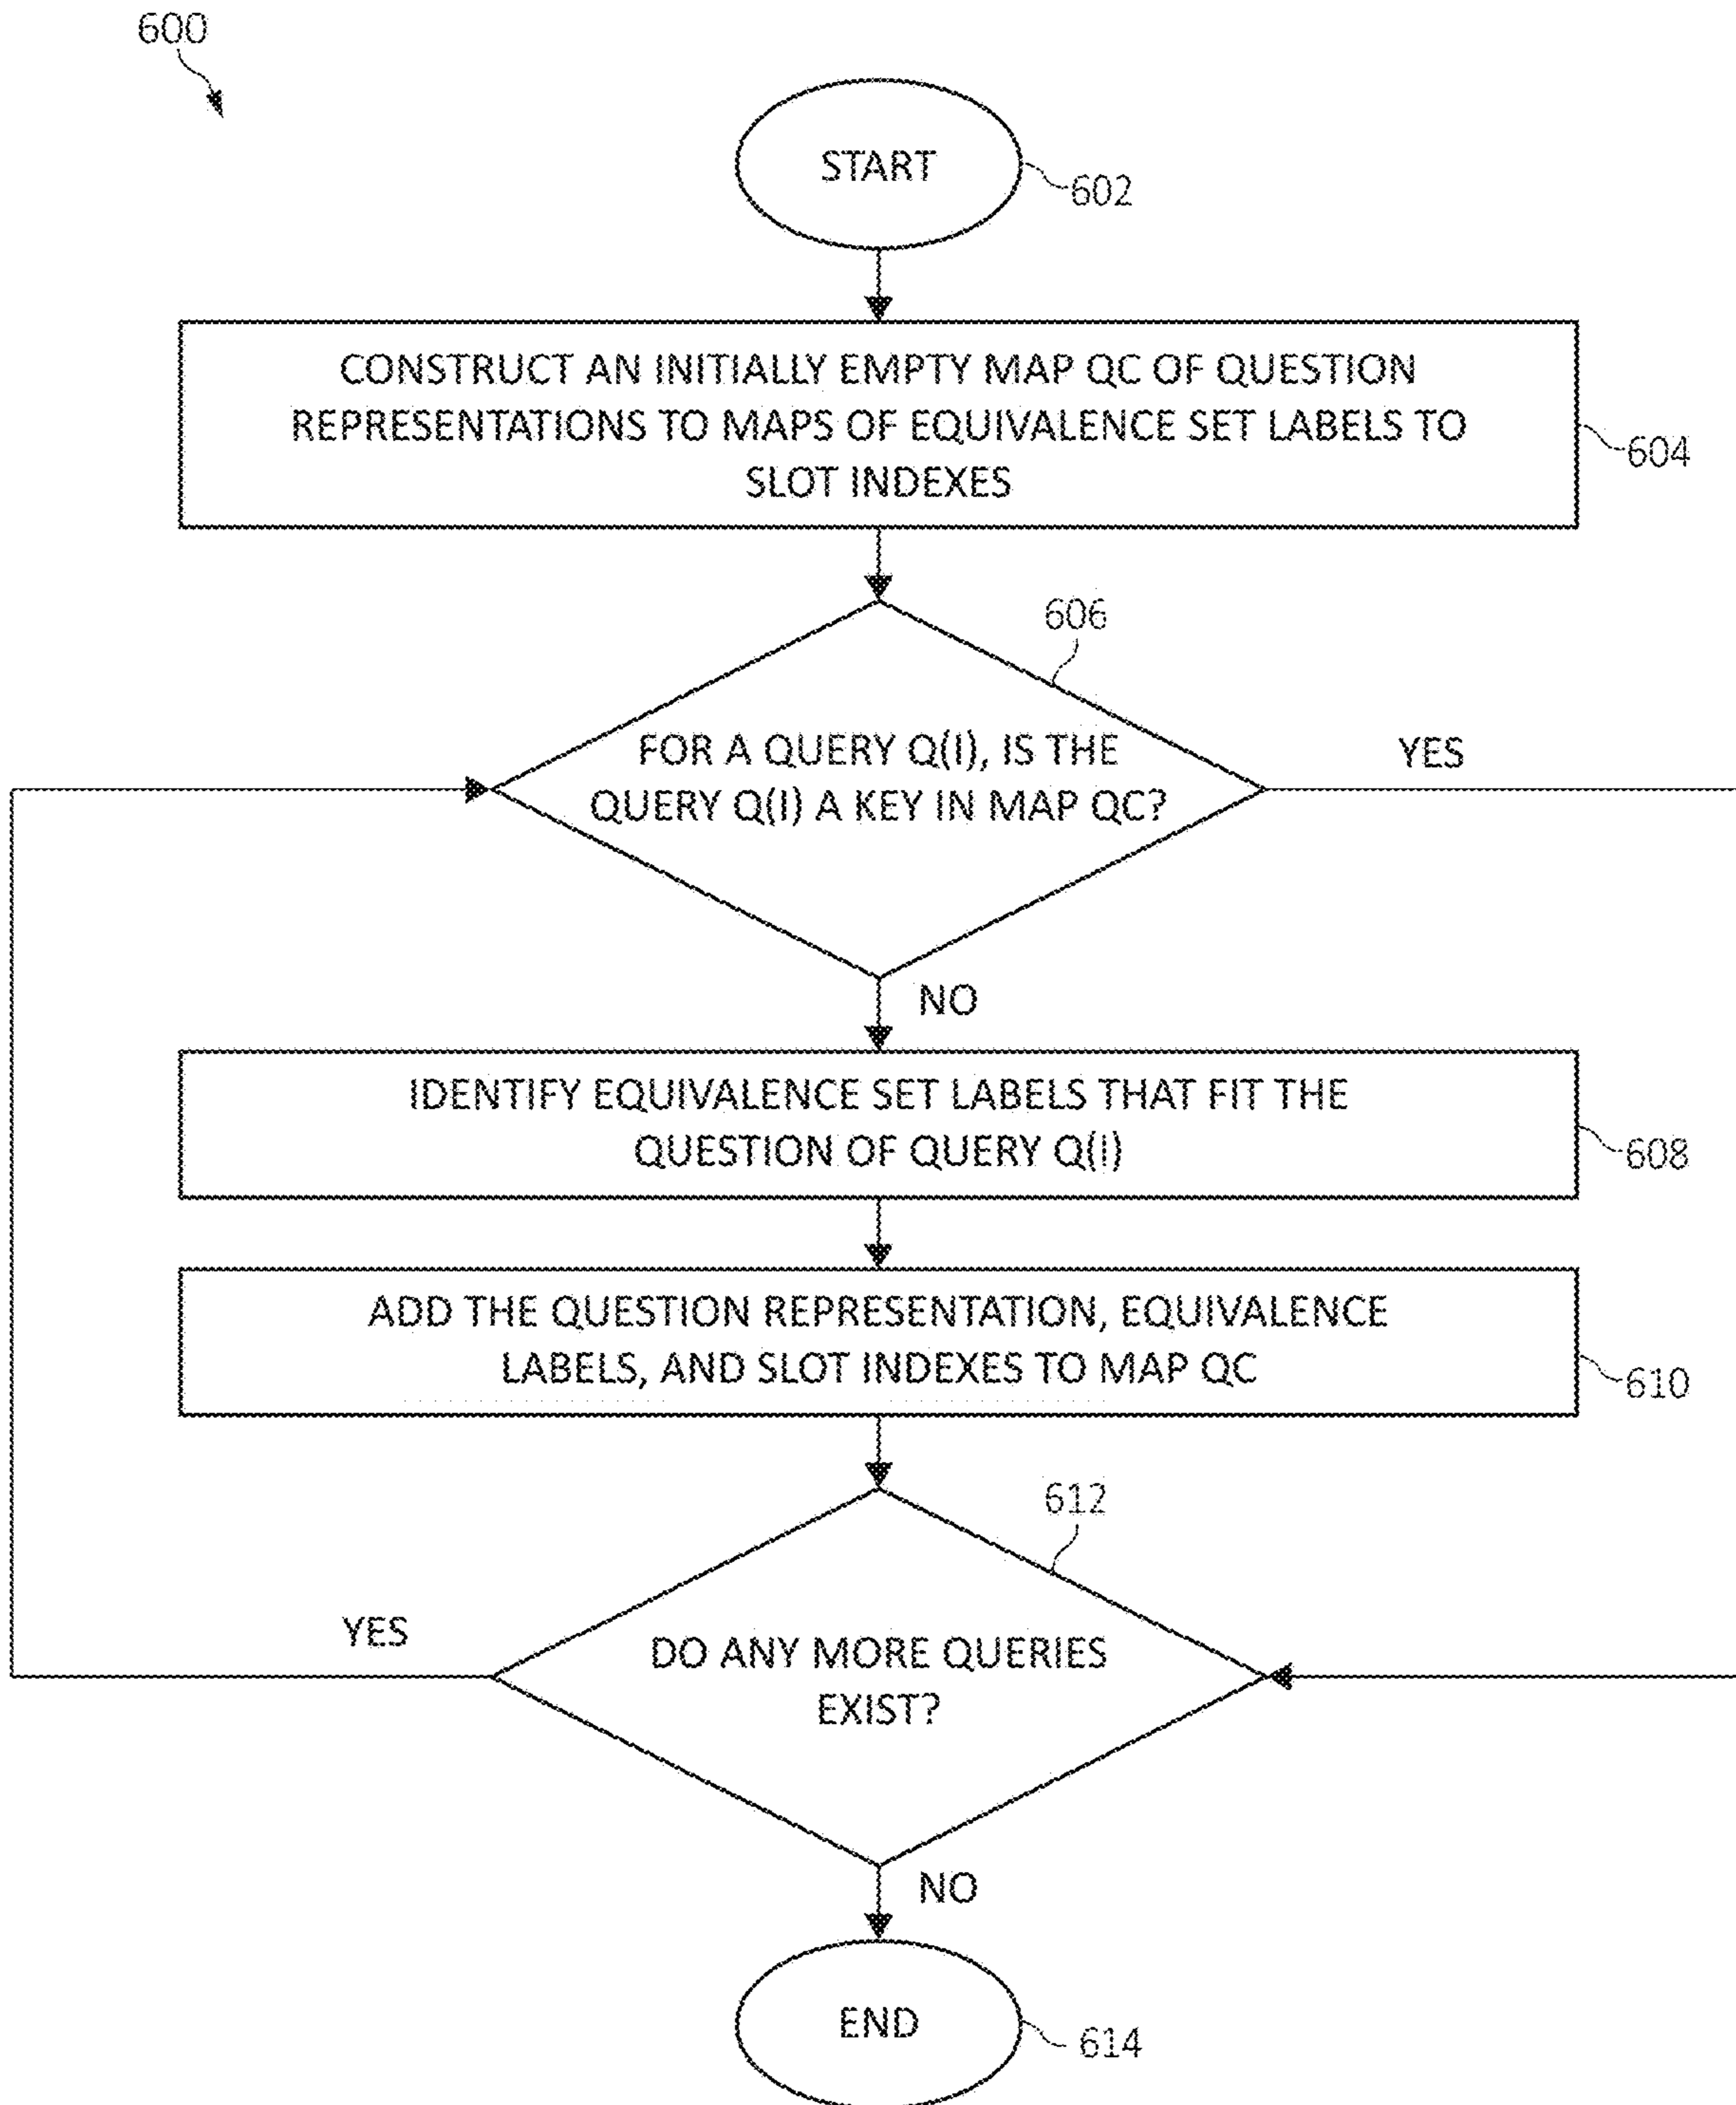 600
START
602
CONSTRUCT AN INITIALLY EMPTY MAP QC OF QUESTION
REPRESENTATIONS TO MAPS OF EQUIVALENCE SET LABELS TO
SLOT INDEXES
604
606
FOR A QUERY Q(I), IS THE
QUERY Q(I) A KEY IN MAP QC?
YES
NO
IDENTIFY EQUIVALENCE SET LABELS THAT FIT THE
QUESTION OF QUERY Q(I)
608
ADD THE QUESTION REPRESENTATION, EQUIVALENCE
LABELS, AND SLOT INDEXES TO MAP QC
610
612
YES
DO ANY MORE QUERIES
EXIST?
NO
END
614